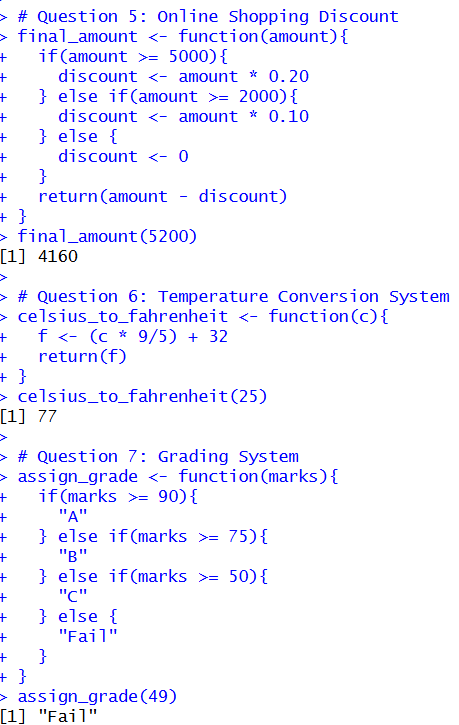 > # Question 5: Online Shopping Discount
> final_amount <- function(amount){
+   if(amount >= 5000){
+     discount <- amount * 0.20
+   } else if(amount >= 2000){
+     discount <- amount * 0.10
+   } else {
+     discount <- 0
+   }
+   return(amount - discount)
+ }
> final_amount(5200)
[1] 4160
>
> # Question 6: Temperature Conversion System
> celsius_to_fahrenheit <- function(c){
+   f <- (c * 9/5) + 32
+   return(f)
+ }
> celsius_to_fahrenheit(25)
[1] 77
>
> # Question 7: Grading System
> assign_grade <- function(marks){
+   if(marks >= 90){
+     "A"
+   } else if(marks >= 75){
+     "B"
+   } else if(marks >= 50){
+     "C"
+   } else {
+     "Fail"
+   }
+ }
> assign_grade(49)
[1] "Fail"